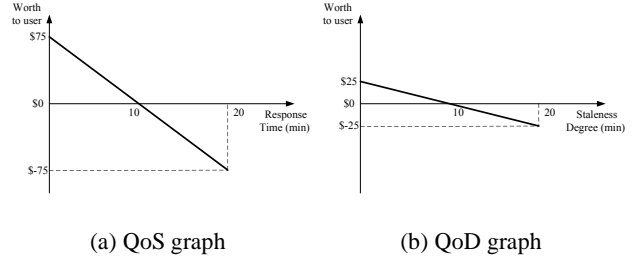 Worth
to user
$75
$0
10
20
Response
Time (min)
$-75
(a) QoS graph
Worth
to user
$25
$0
$-25
10
20
Staleness
Degree (min)
(b) QoD graph